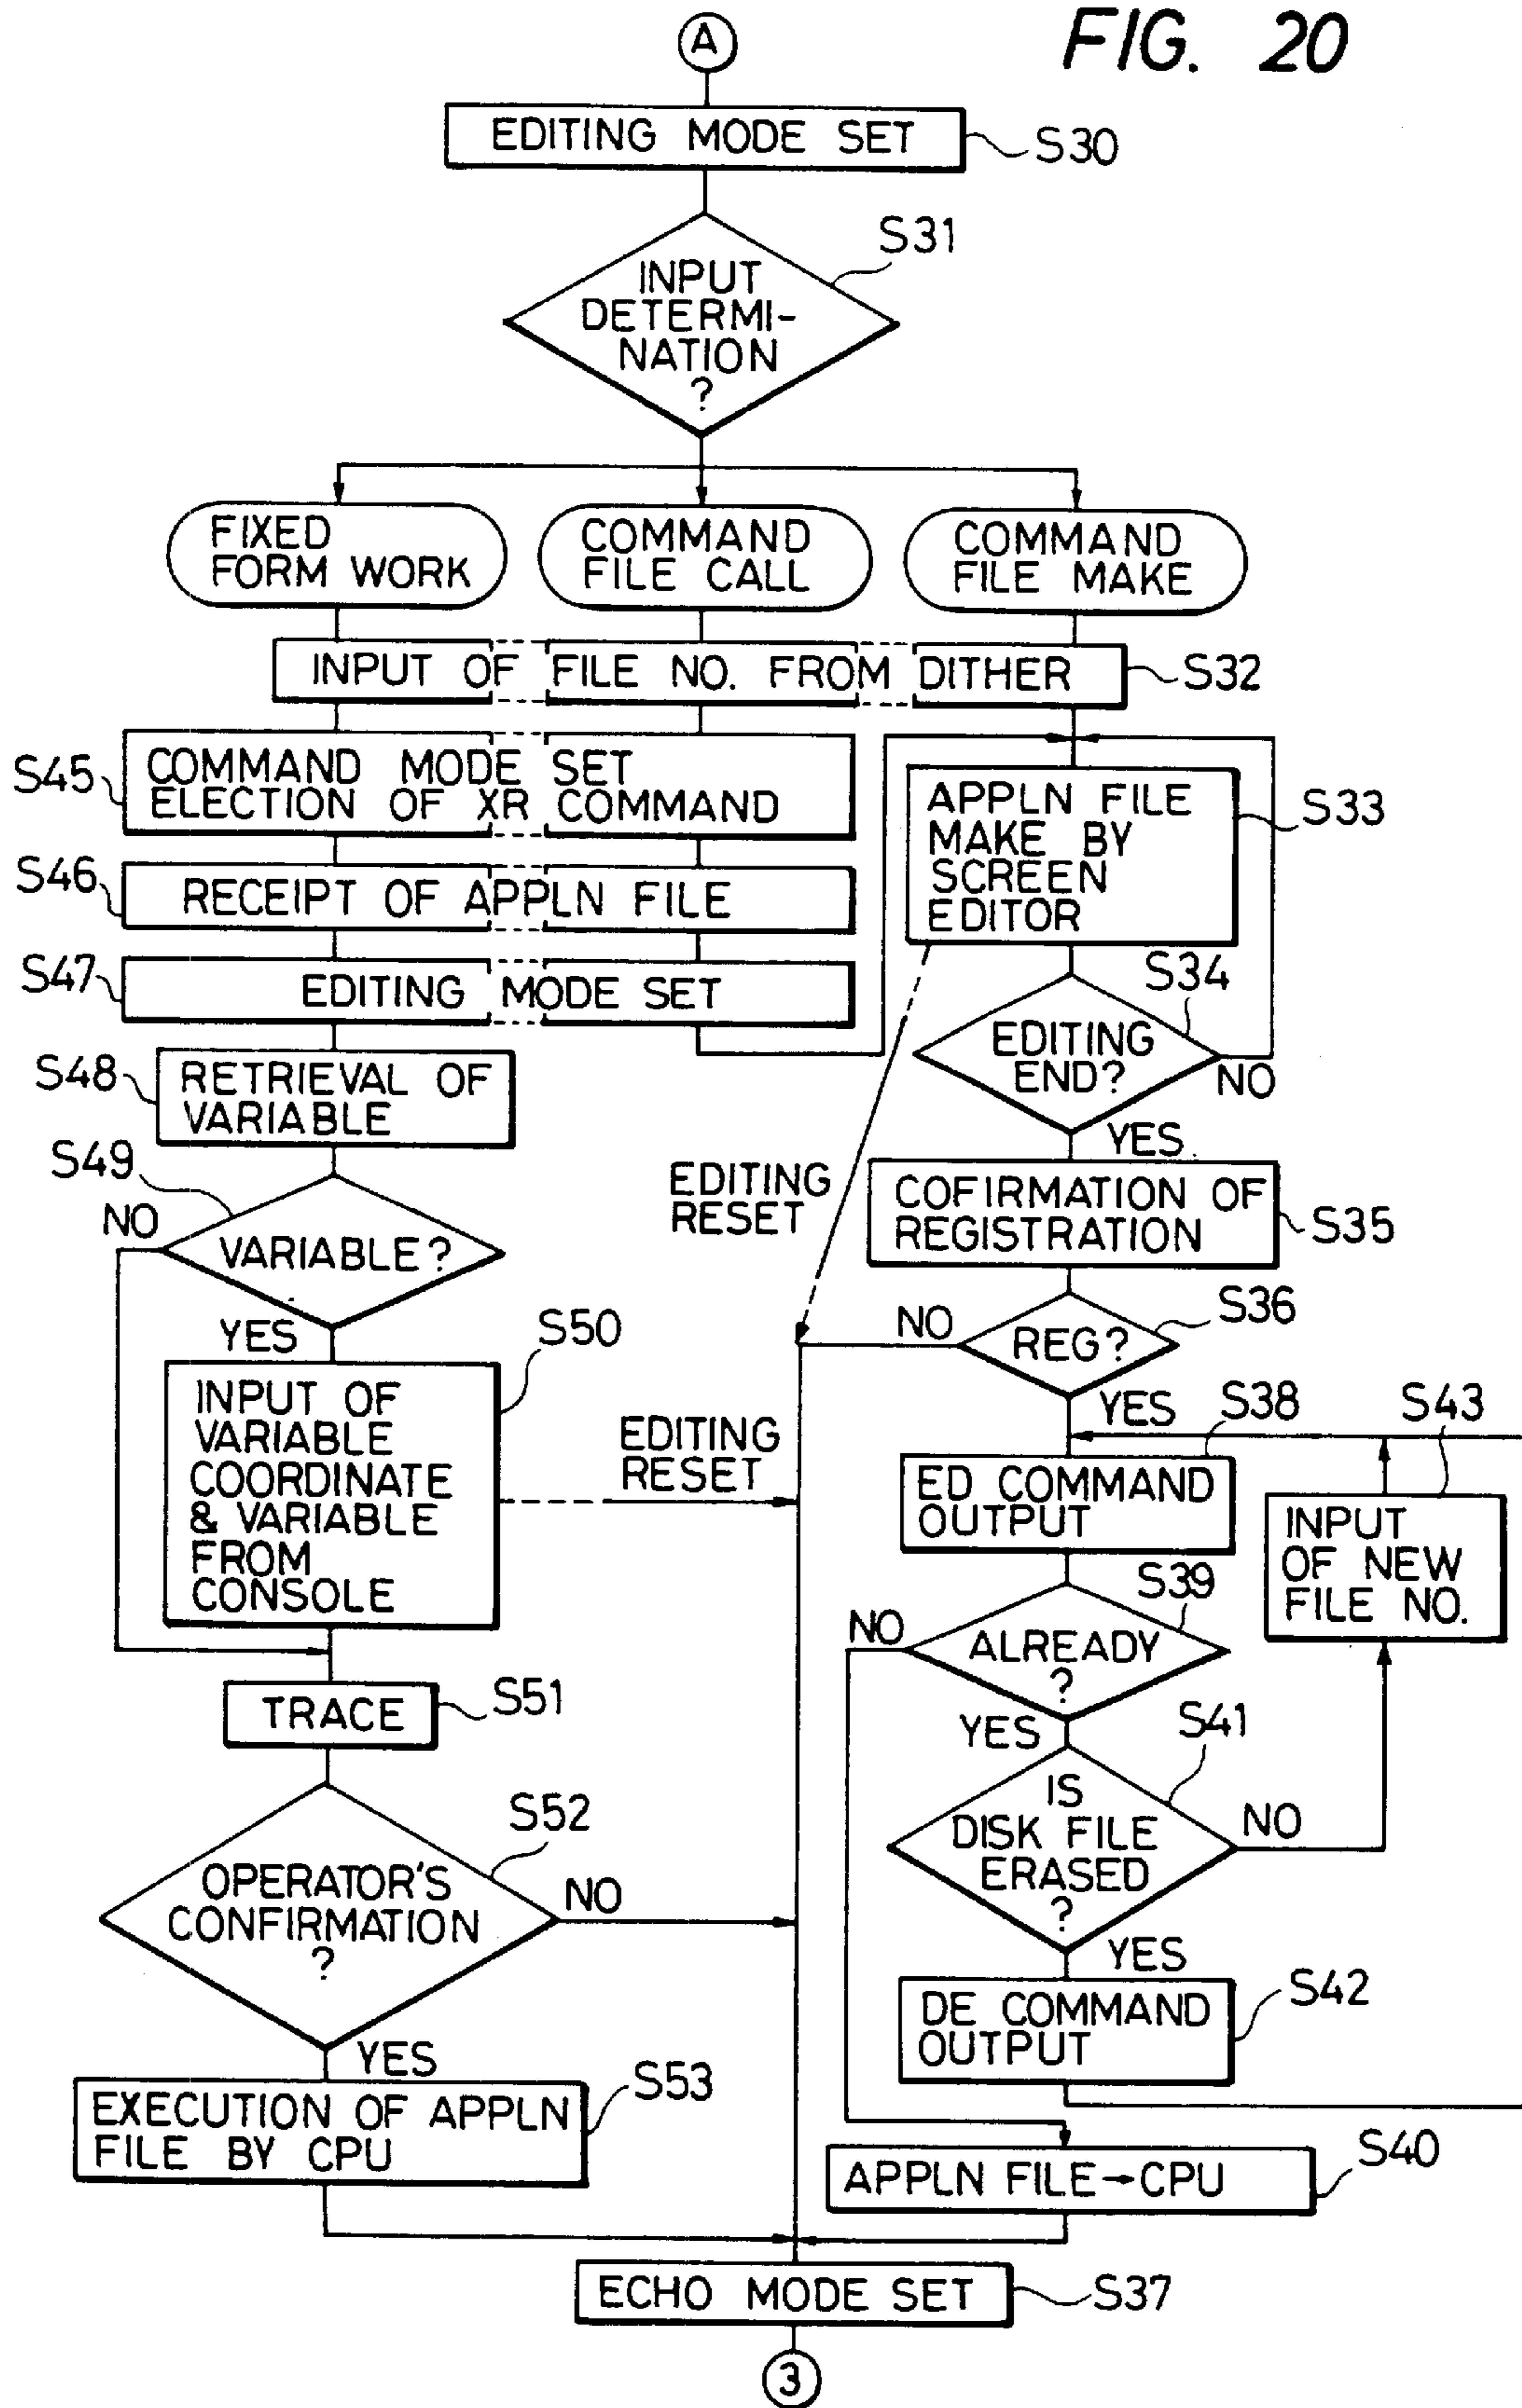 FIG. 20
A
EDITING MODE SET
S30
S31
INPUT
DETERMI-
NATION
?
FIXED
FORM WORK
COMMAND
FILE CALL
COMMAND
FILE MAKE
INPUT OF FILE NO. FROM DITHER
S32
S45
COMMAND MODE SET
ELECTION OF XR COMMAND
S46
RECEIPT OF APPLN FILE
S47
EDITING MODE SET
S48
RETRIEVAL OF
VARIABLE
S49
NO
VARIABLE?
YES
S50
INPUT OF
VARIABLE
COORDINATE
& VARIABLE
FROM
CONSOLE
EDITING
RESET
S51
TRACE
S52
OPERATOR'S
CONFIRMATION
?
NO
YES
S53
EXECUTION OF APPLN
FILE BY CPU
APPLN FILE
MAKE BY
SCREEN
EDITOR
S33
S34
EDITING
END?
NO
YES
EDITING
RESET
COFIRMATION OF
REGISTRATION
S35
S36
NO
REG?
YES
S38
S43
ED COMMAND
OUTPUT
INPUT
OF NEW
FILE NO.
S39
NO
ALREADY
?
YES
S41
IS
DISK FILE
ERASED
?
NO
YES
DE COMMAND
OUTPUT
S42
S40
APPLN FILE→CPU
ECHO MODE SET
S37
3